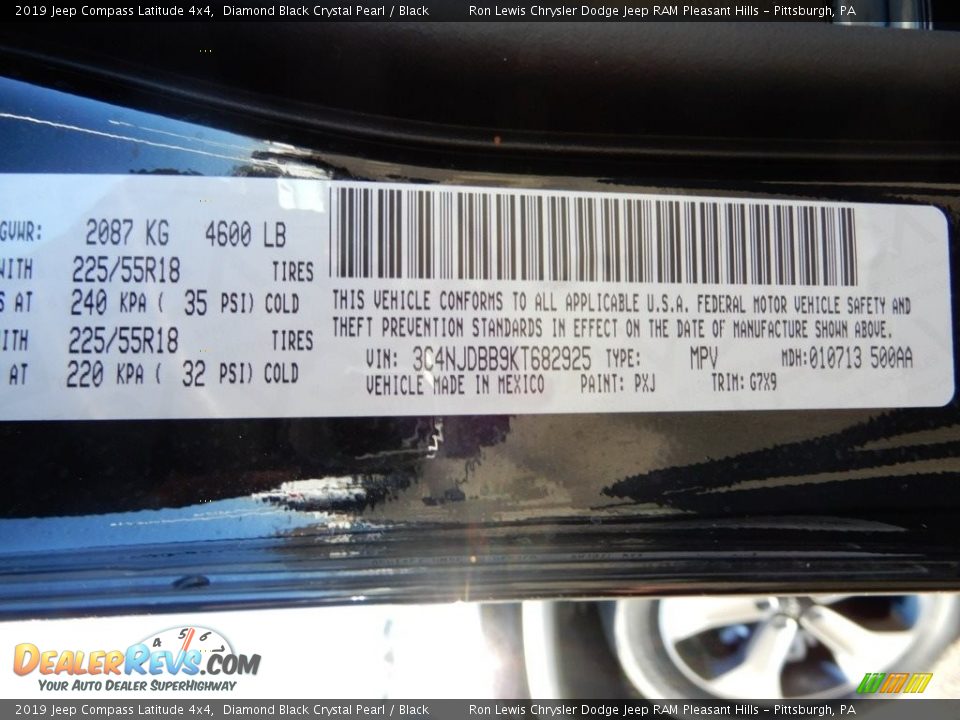 2019 Jeep Compass Latitude 4x4, Diamond Black Crystal Pearl / Black Ron Lewis Chrysler Dodge Jeep RAM Pleasant Hills - Pittsburgh, PA
GVWR: 2087 KG 4600 LB
WITH 225/55R18 TIRES
S AT 240 KPA ( 35 PSI) COLD
ITH 225/55R18 TIRES
AT 220 KPA ( 32 PSI) COLD
THIS VEHICLE CONFORMS TO ALL APPLICABLE U.S.A. FEDERAL MOTOR VEHICLE SAFETY AND
THEFT PREVENTION STANDARDS IN EFFECT ON THE DATE OF MANUFACTURE SHOWN ABOVE.
VIN: 3C4NJDBB9KT682925 TYPE: MPV MDH:010713 500AA
VEHICLE MADE IN MEXICO PAINT: PXJ TRIM: G7X9
4 5 6
DEALERREVS.COM
YOUR AUTO DEALER SUPERHIGHWAY
2019 Jeep Compass Latitude 4x4, Diamond Black Crystal Pearl / Black Ron Lewis Chrysler Dodge Jeep RAM Pleasant Hills - Pittsburgh, PA